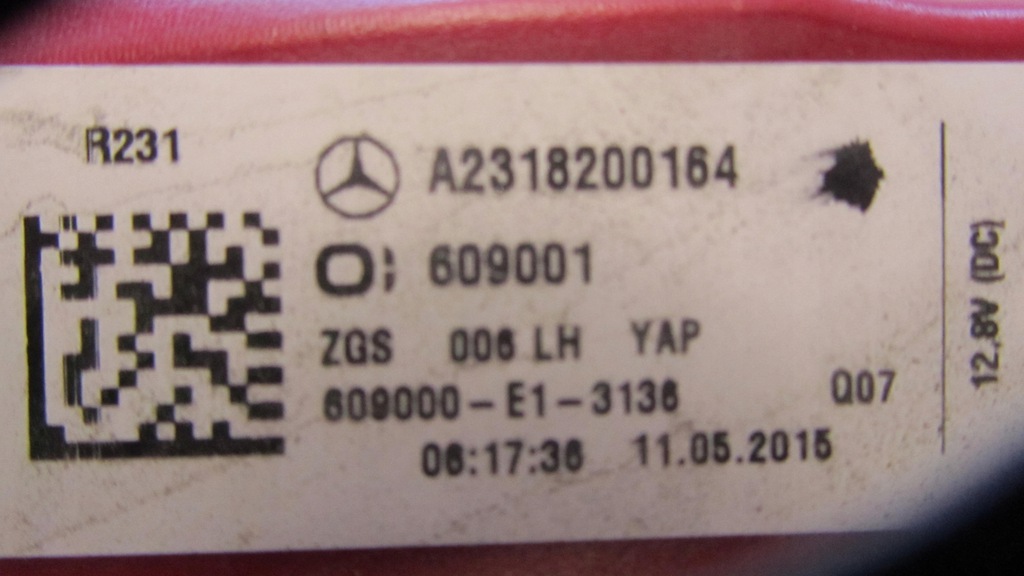 R231
A2318200164
O; 609001
ZGS 006 LH YAP
609000-E1-3136
Q07
06:17:36 11.05.2015
12,8V (DC)